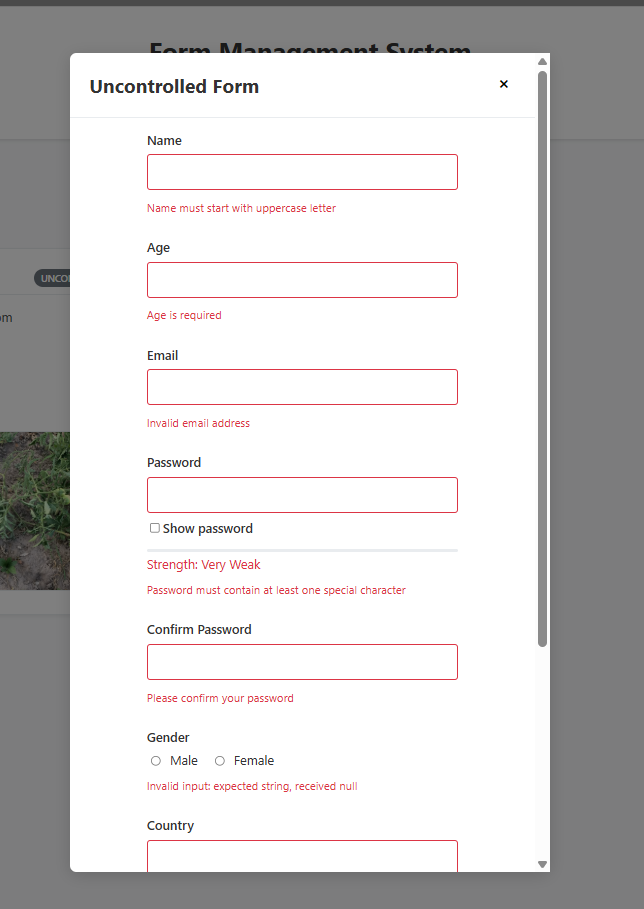 Form Management System
Uncontrolled Form
×
Name
Name must start with uppercase letter
Age
Age is required
Email
Invalid email address
Password
Show password
Strength: Very Weak
Password must contain at least one special character
Confirm Password
Please confirm your password
Gender
Male Female
Invalid input: expected string, received null
Country